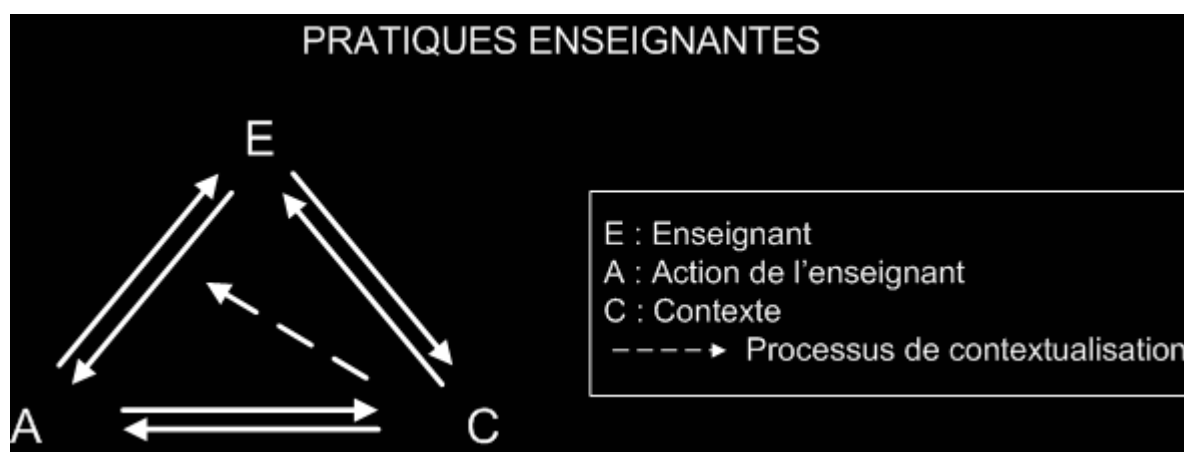 PRATIQUES ENSEIGNANTES
E
A
C
E : Enseignant
A : Action de l'enseignant
C : Contexte
Processus de contextualisation